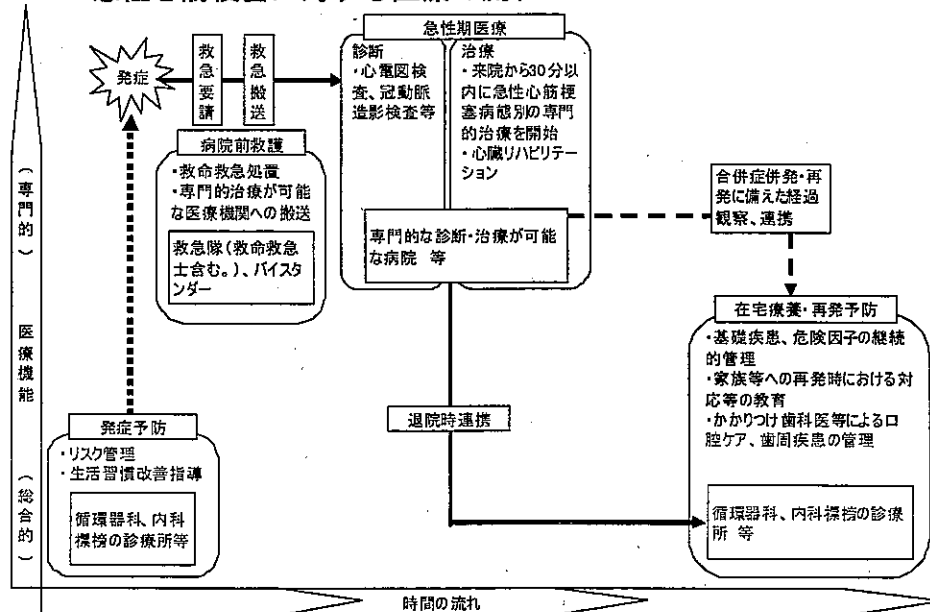 急性期医療
発症
救急要請
救急搬送
診断
・心電図検
査、冠動脈
造影検査等
治療
・来院から30分以
内に急性心筋梗
塞病態別の専門
的治療を開始
・心臓リハビリテー
ション
専門的な診断・治療が可能
な病院 等
病院前救護
・救命救急処置
・専門的治療が可能
な医療機関への搬送
救急隊(救命救急
士含む。)、バイスタ
ンダー
合併症併発・再
発に備えた経過
観察、連携
在宅療養・再発予防
・基礎疾患、危険因子の継続
的管理
・家族等への再発時における対
応等の教育
・かかりつけ歯科医等による口
腔ケア、歯周疾患の管理
循環器科、内科標榜の診療
所 等
退院時連携
発症予防
・リスク管理
・生活習慣改善指導
循環器科、内科
標榜の診療所等
(専門的)
医療機能
(総合的)
時間の流れ